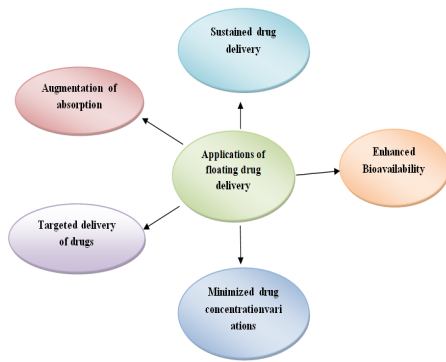 Sustained drug
delivery
Augmentation of
absorption
Applications of
floating drug
delivery
Enhanced
Bioavailability
Targeted delivery
of drugs
Minimized drug
concentrationvari
ations